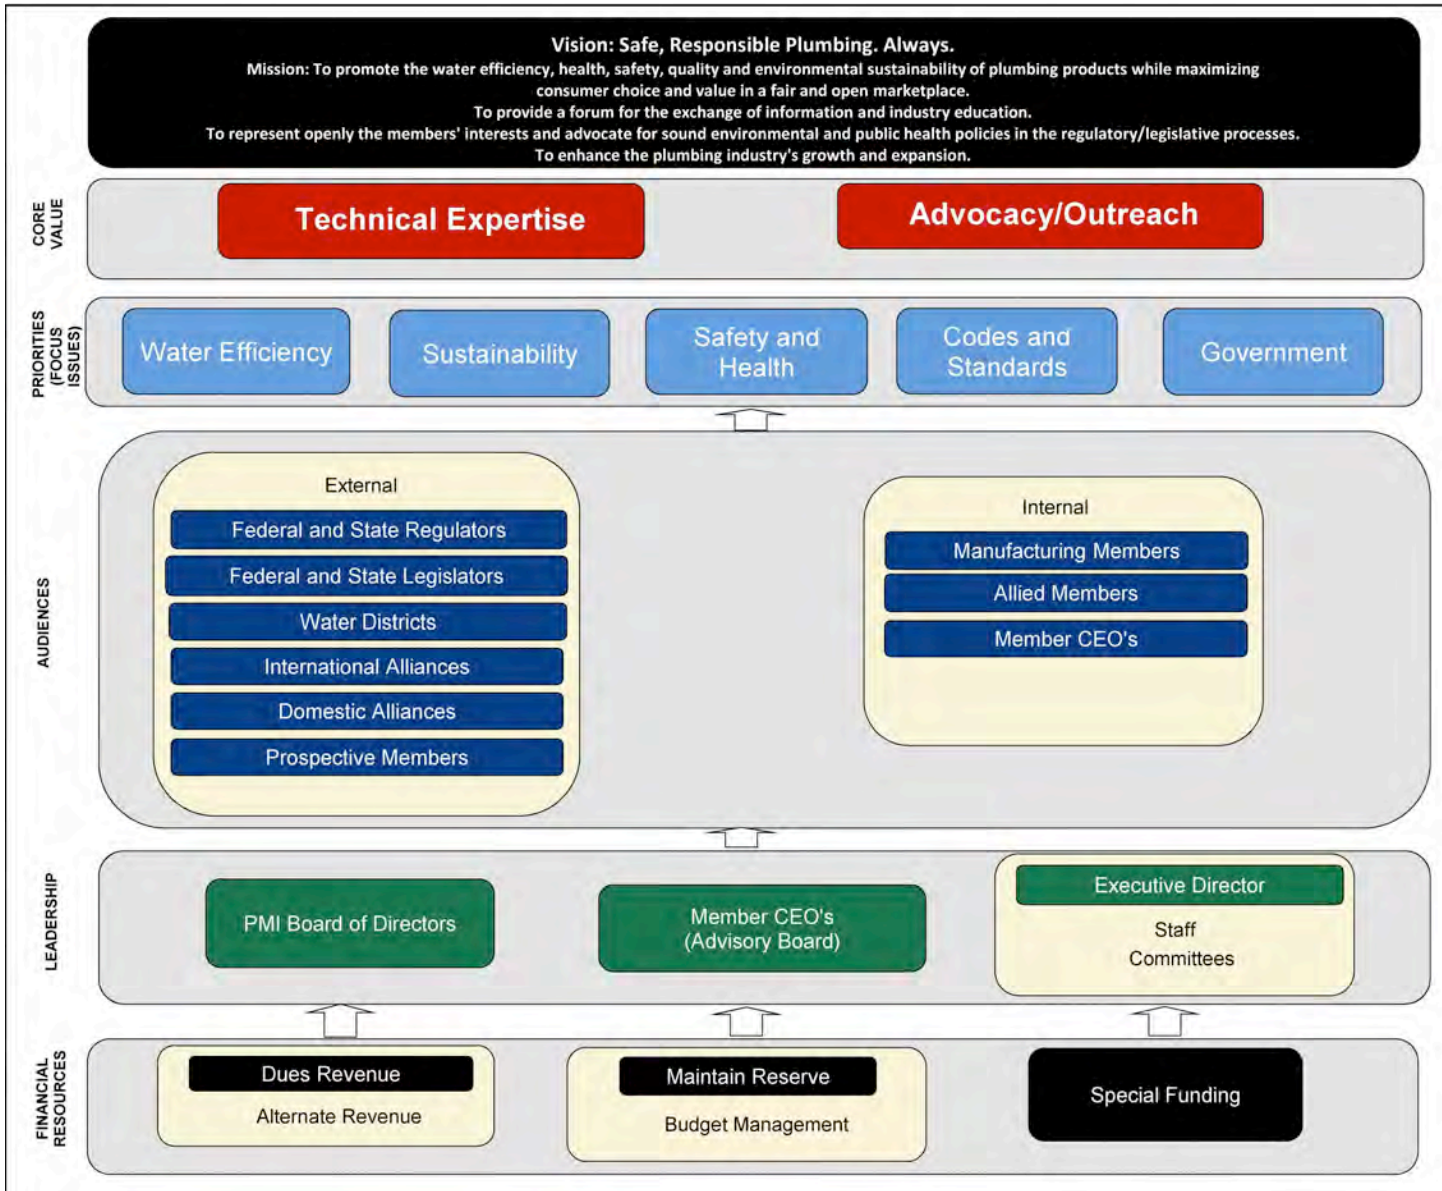 Vision: Safe, Responsible Plumbing. Always.
Mission: To promote the water efficiency, health, safety, quality and environmental sustainability of plumbing products while maximizing
consumer choice and value in a fair and open marketplace.
To provide a forum for the exchange of information and industry education.
To represent openly the members' interests and advocate for sound environmental and public health policies in the regulatory/legislative processes.
To enhance the plumbing industry's growth and expansion.
CORE
VALUE
Technical Expertise
Advocacy/Outreach
PRIORITIES
(FOCUS
ISSUES)
Water Efficiency
Sustainability
Safety and
Health
Codes and
Standards
Government
AUDIENCES
External
Federal and State Regulators
Federal and State Legislators
Water Districts
International Alliances
Domestic Alliances
Prospective Members
Internal
Manufacturing Members
Allied Members
Member CEO's
LEADERSHIP
PMI Board of Directors
Member CEO's
(Advisory Board)
Executive Director
Staff
Committees
FINANCIAL
RESOURCES
Dues Revenue
Alternate Revenue
Maintain Reserve
Budget Management
Special Funding